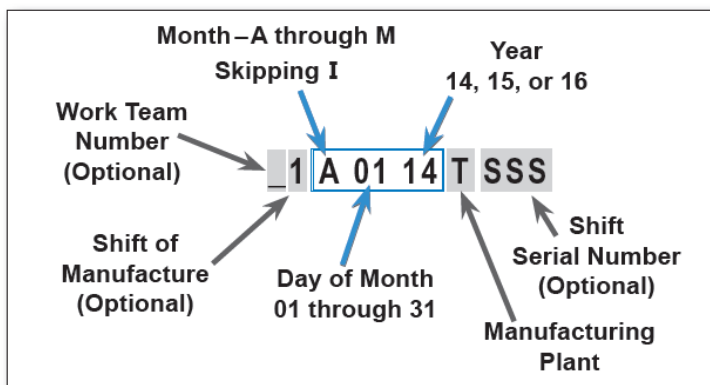 Month–A through M
Skipping I
Year
14, 15, or 16
Work Team
Number
(Optional)
_1 A 01 14 T SSS
Shift of
Manufacture
(Optional)
Day of Month
01 through 31
Shift
Serial Number
(Optional)
Manufacturing
Plant